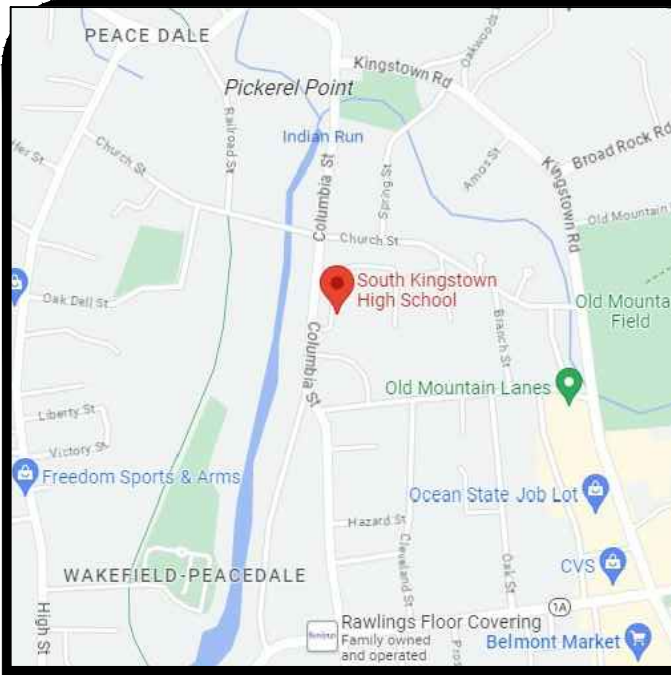 PEACE DALE
Oakwoods
Kingstown Rd
Pickerel Point
Railroad St
Indian Run
Church St
Columbia St
Spring St
Amos St
Broad Rock Rd
Kingstown Rd
Old Mountain
Church St
South Kingstown
High School
Oak Dell St
Old Mounta
Field
Branch St
Columbia St
Old Mountain Lanes
Liberty St
Victory St
Freedom Sports & Arms
Ocean State Job Lot
Hazard St
Cleveland St
Oak St
CVS
WAKEFIELD-PEACEDALE
1A
High St
Rawlings Floor Covering
Family owned
and operated
Belmont Market